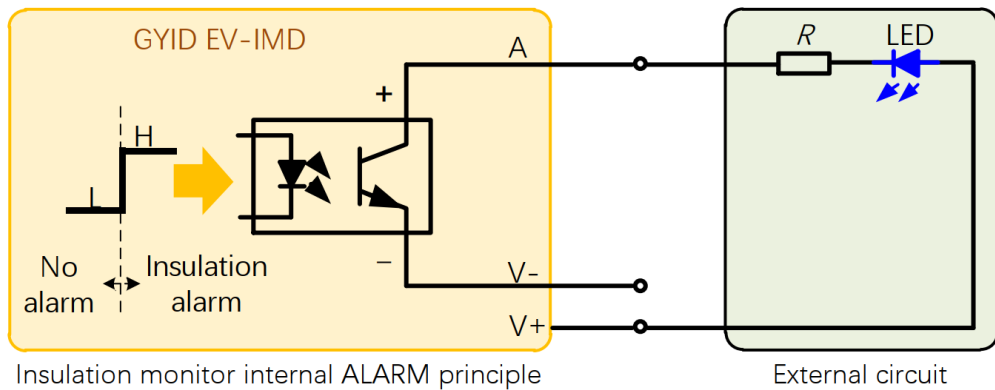 GYID EV-IMD
A
R
LED
+
H
L
−
No
alarm
Insulation
alarm
V-
V+
Insulation monitor internal ALARM principle
External circuit